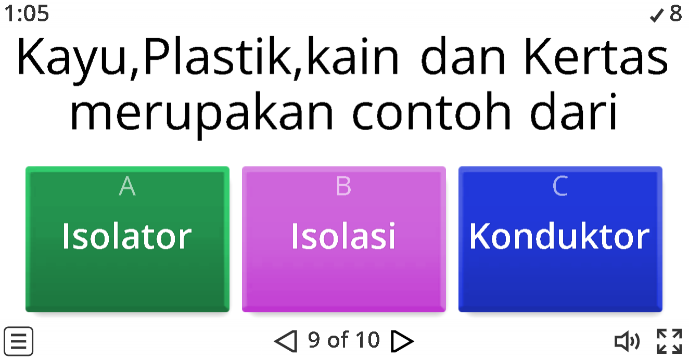 1:05
✓ 8
Kayu,Plastik,kain dan Kertas
merupakan contoh dari
A
Isolator
B
Isolasi
C
Konduktor
9 of 10